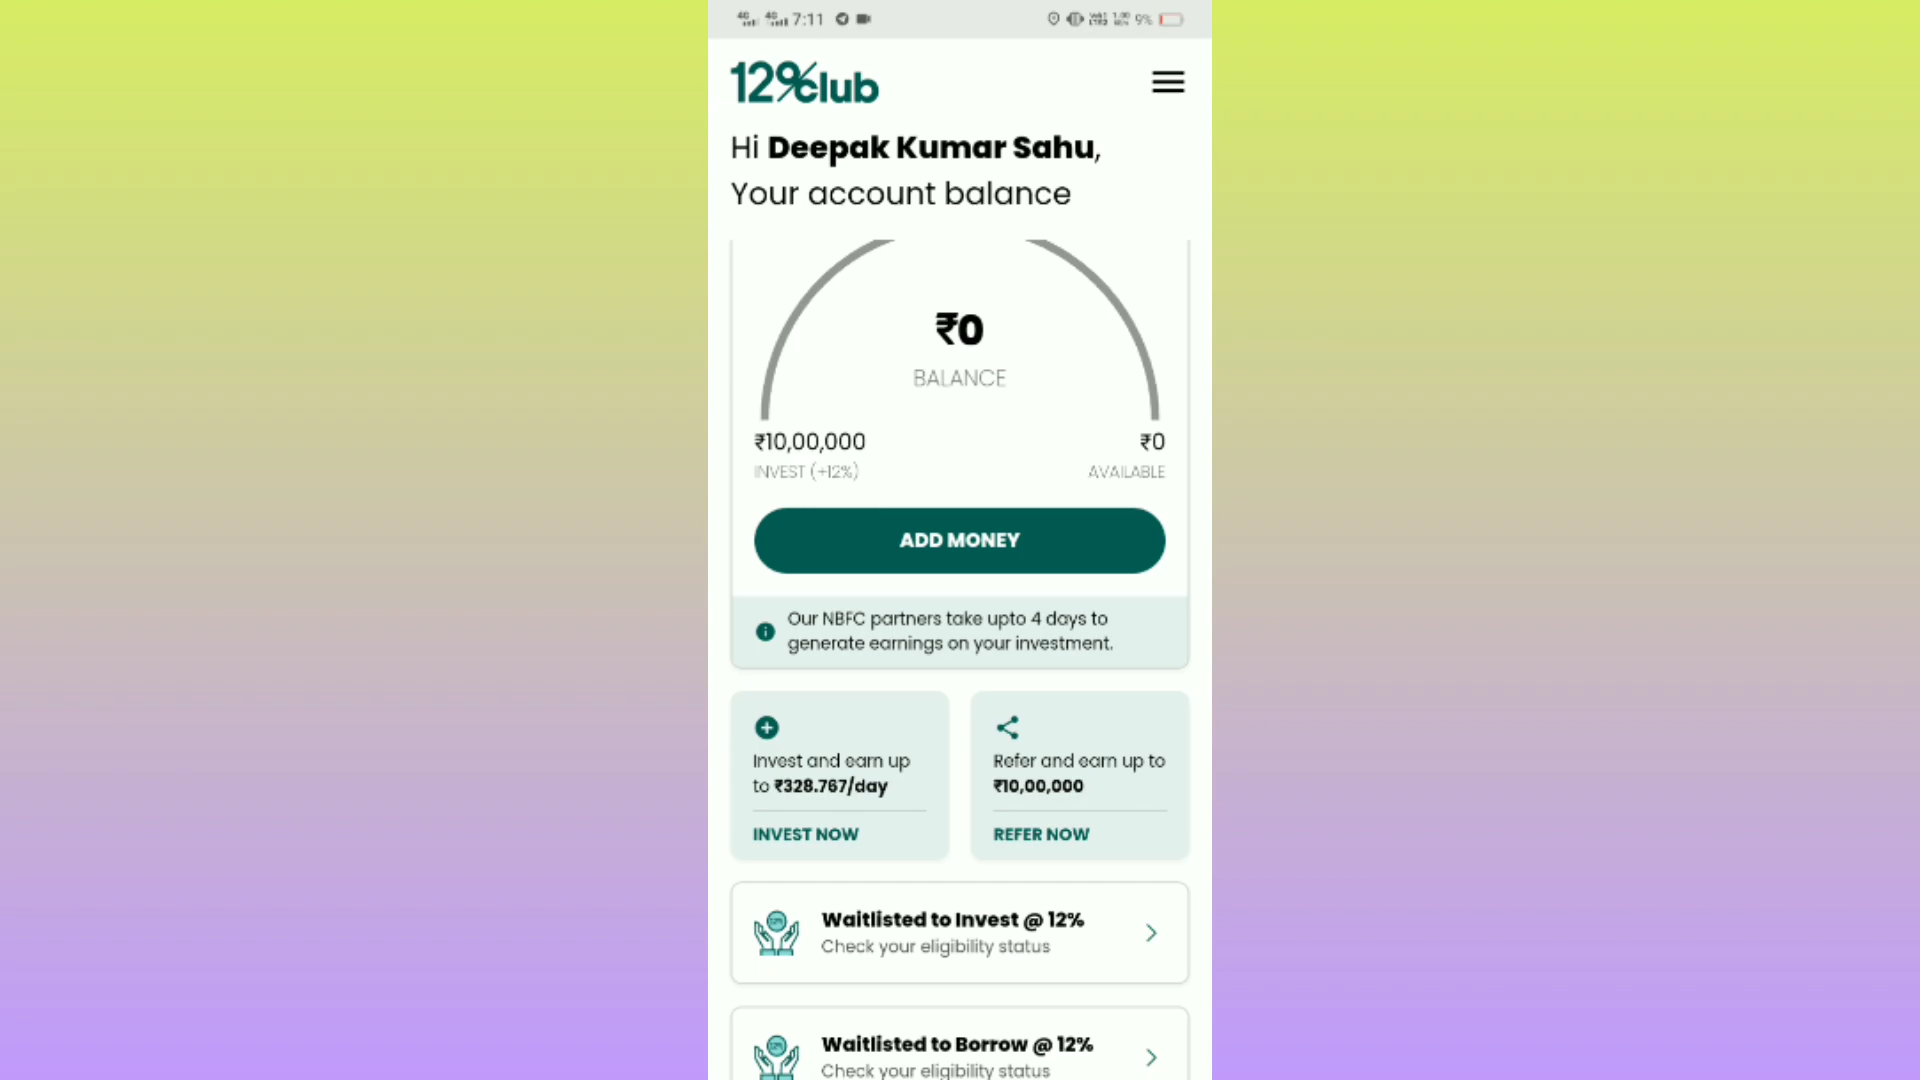 7:11
9%
12%club
Hi Deepak Kumar Sahu,
Your account balance
₹0
BALANCE
₹10,00,000
₹0
INVEST (+12%)
AVAILABLE
ADD MONEY
Our NBFC partners take upto 4 days to
generate earnings on your investment.
Invest and earn up
to ₹328.767/day
INVEST NOW
Refer and earn up to
₹10,00,000
REFER NOW
Waitlisted to Invest @ 12%
Check your eligibility status
Waitlisted to Borrow @ 12%
Check your eligibility status